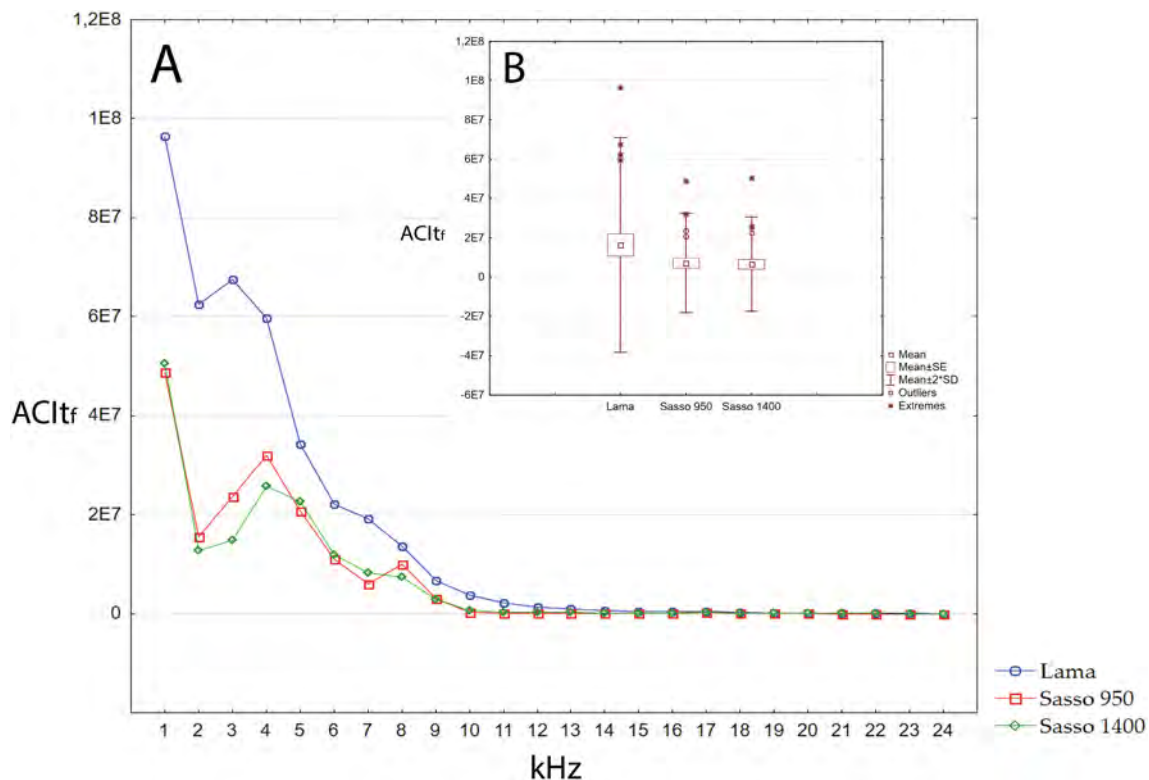 A
1,2E8
1E8
8E7
6E7
4E7
2E7
0
ACItf
1 2 3 4 5 6 7 8 9 10 11 12 13 14 15 16 17 18 19 20 21 22 23 24
kHz
B
1,2E8
1E8
8E7
6E7
4E7
2E7
0
-2E7
-4E7
-6E7
ACItf
Lama Sasso 950 Sasso 1400
Mean
Mean±SE
Mean±2*SD
Outliers
Extremes
Lama
Sasso 950
Sasso 1400